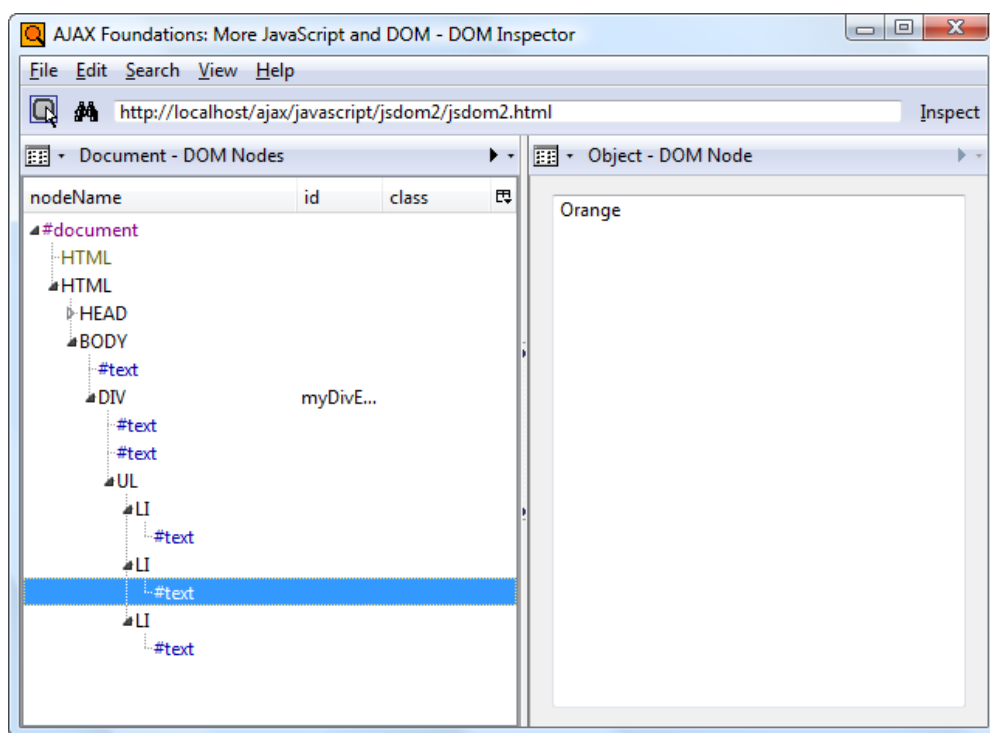 AJAX Foundations: More JavaScript and DOM - DOM Inspector
File Edit Search View Help
http://localhost/ajax/javascript/jsdom2/jsdom2.html Inspect
Document - DOM Nodes
nodeName id class
#document
HTML
HTML
HEAD
BODY
#text
DIV myDivE...
#text
#text
UL
LI
#text
LI
#text
LI
#text
Object - DOM Node
Orange